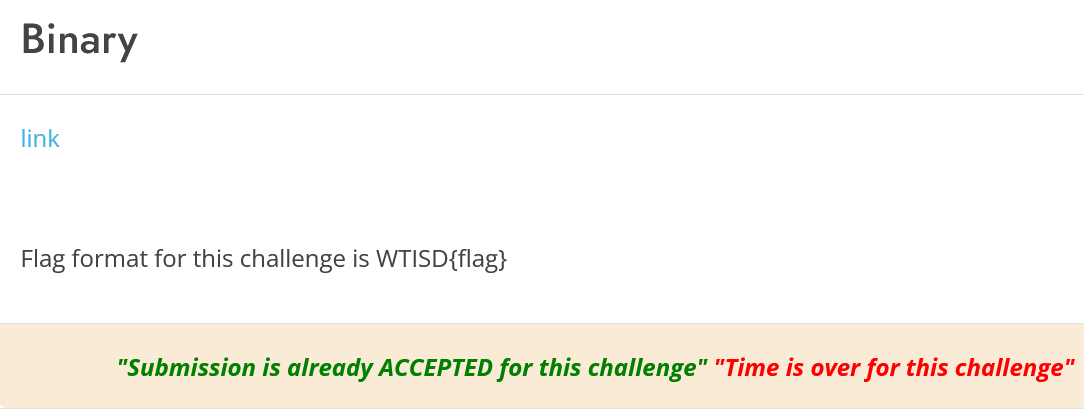 Binary
link
Flag format for this challenge is WTISD{flag}
"Submission is already ACCEPTED for this challenge" "Time is over for this challenge"